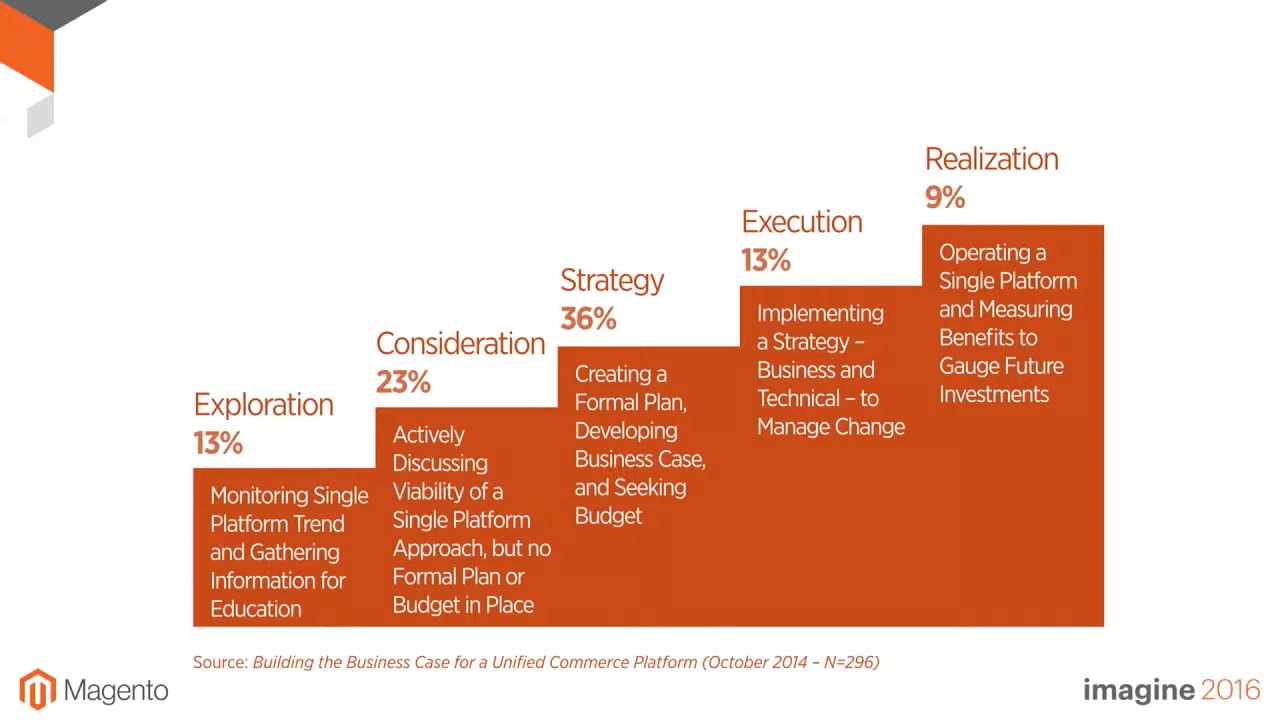 Realization
9%
Execution
13%
Strategy
36%
Consideration
23%
Exploration
13%
Monitoring Single
Platform Trend
and Gathering
Information for
Education
Actively
Discussing
Viability of a
Single Platform
Approach, but no
Formal Plan or
Budget in Place
Creating a
Formal Plan,
Developing
Business Case,
and Seeking
Budget
Implementing
a Strategy –
Business and
Technical – to
Manage Change
Operating a
Single Platform
and Measuring
Benefits to
Gauge Future
Investments
Source: Building the Business Case for a Unified Commerce Platform (October 2014 – N=296)
Magento
imagine 2016